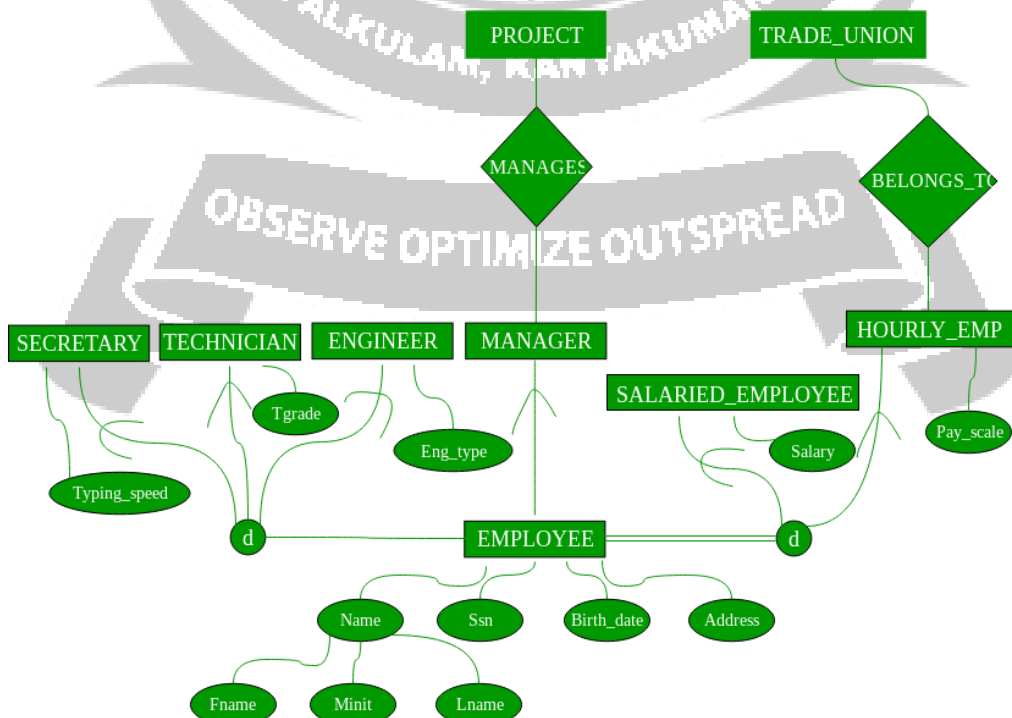 ALKULAM, KANYAKUMA
PROJECT
TRADE_UNION
MANAGES
BELONGS_TO
OBSERVE OPTIMIZE OUTSPREAD
SECRETARY
TECHNICIAN
ENGINEER
MANAGER
HOURLY_EMP
SALARIED_EMPLOYEE
Tgrade
Eng_type
Salary
Pay_scale
Typing_speed
d
EMPLOYEE
d
Name
Ssn
Birth_date
Address
Fname
Minit
Lname